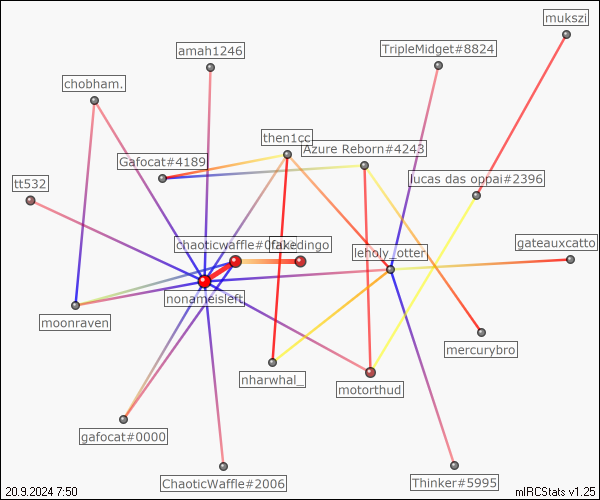 mukszi
amah1246
TripleMidget#8824
chobham.
then1cc
Azure Reborn#4243
Gafocat#4189
lucas das oppai#2396
tt532
chaoticwaffle#0
fakedingo
gateauxcatto
leholy_otter
nonameisleft
moonraven
mercurybro
nharwhal_
motorthud
gafocat#0000
ChaoticWaffle#2006
Thinker#5995
20.9.2024 7:50
mIRCStats v1.25